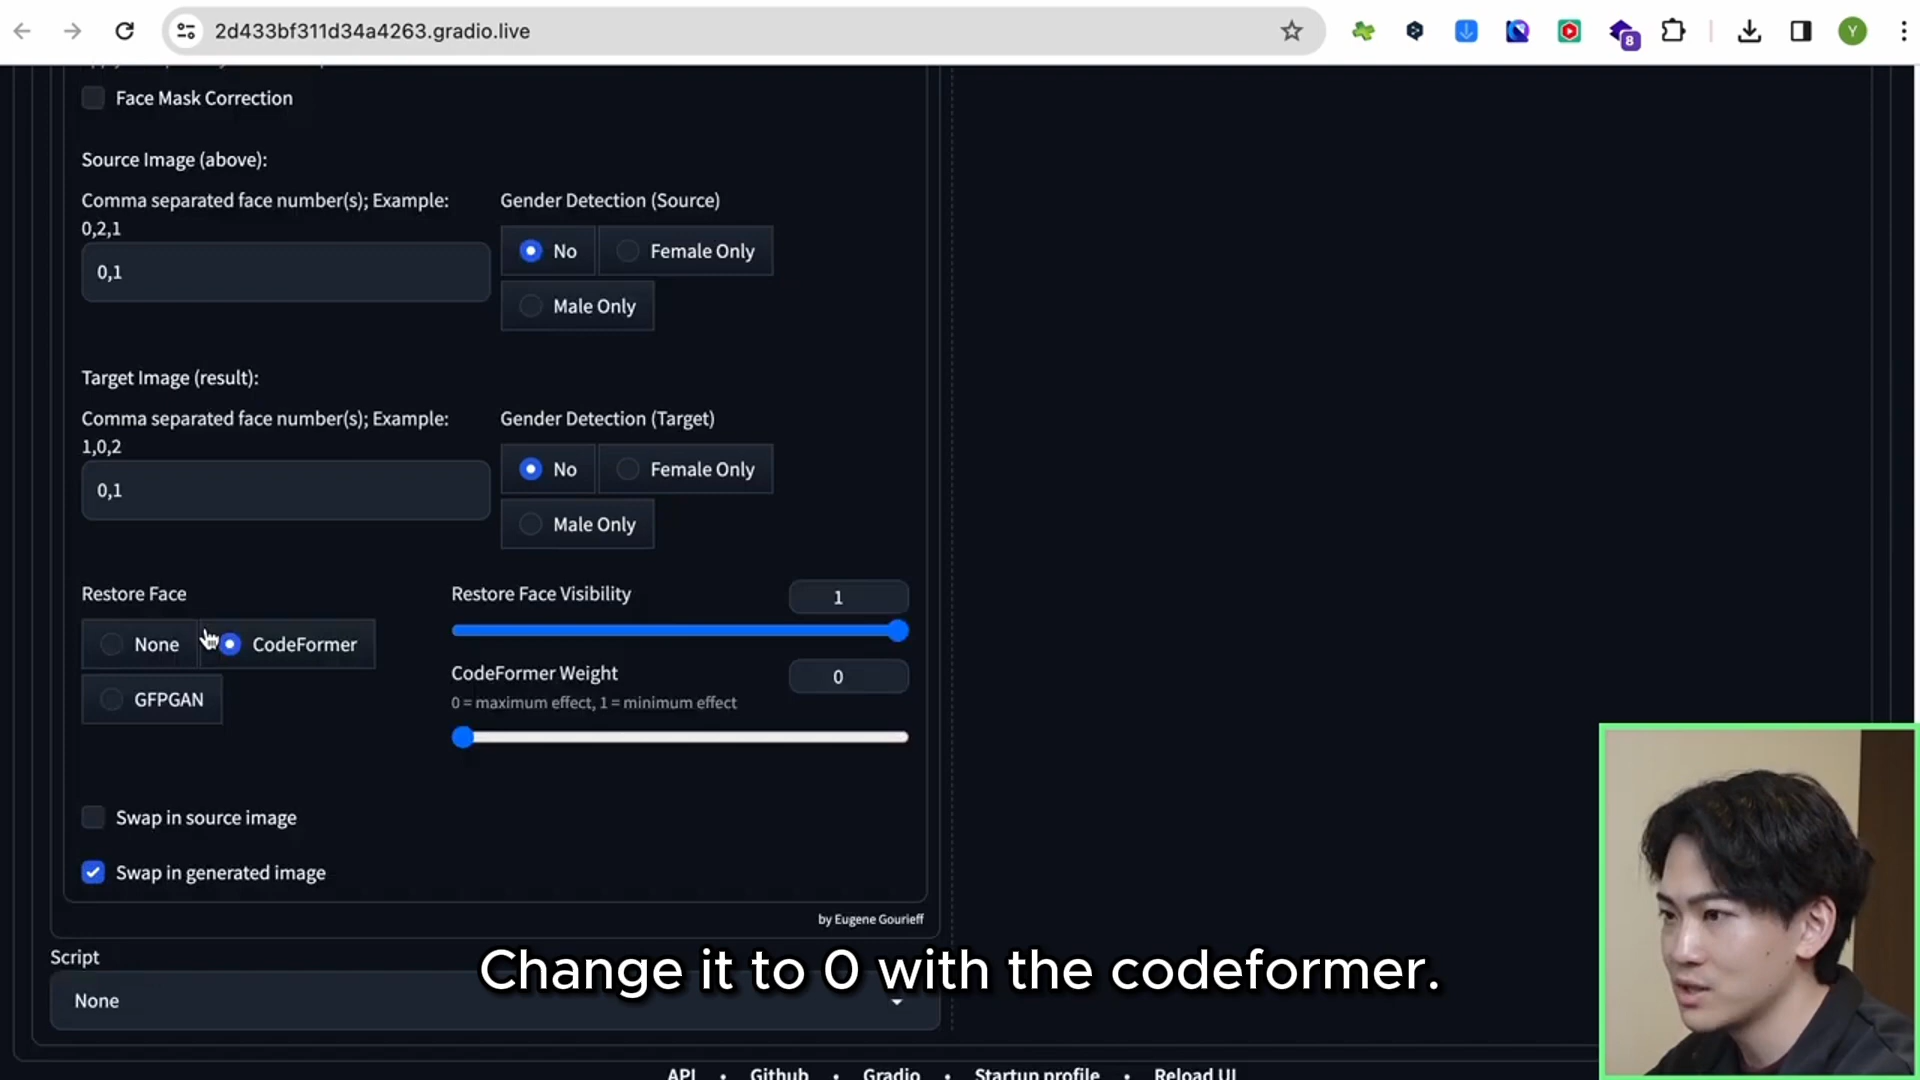 2d433bf311d34a4263.gradio.live
8
Y
Face Mask Correction
Source Image (above):
Comma separated face number(s); Example:
0,2,1
0,1
Gender Detection (Source)
No
Female Only
Male Only
Target Image (result):
Comma separated face number(s); Example:
1,0,2
0,1
Gender Detection (Target)
No
Female Only
Male Only
Restore Face
None
CodeFormer
GFPGAN
Restore Face Visibility
1
CodeFormer Weight
0
0 = maximum effect, 1 = minimum effect
Swap in source image
Swap in generated image
by Eugene Gourieff
Script
None
Change it to 0 with the codeformer.
API • Github • Gradio • Startup profile • Reload UI